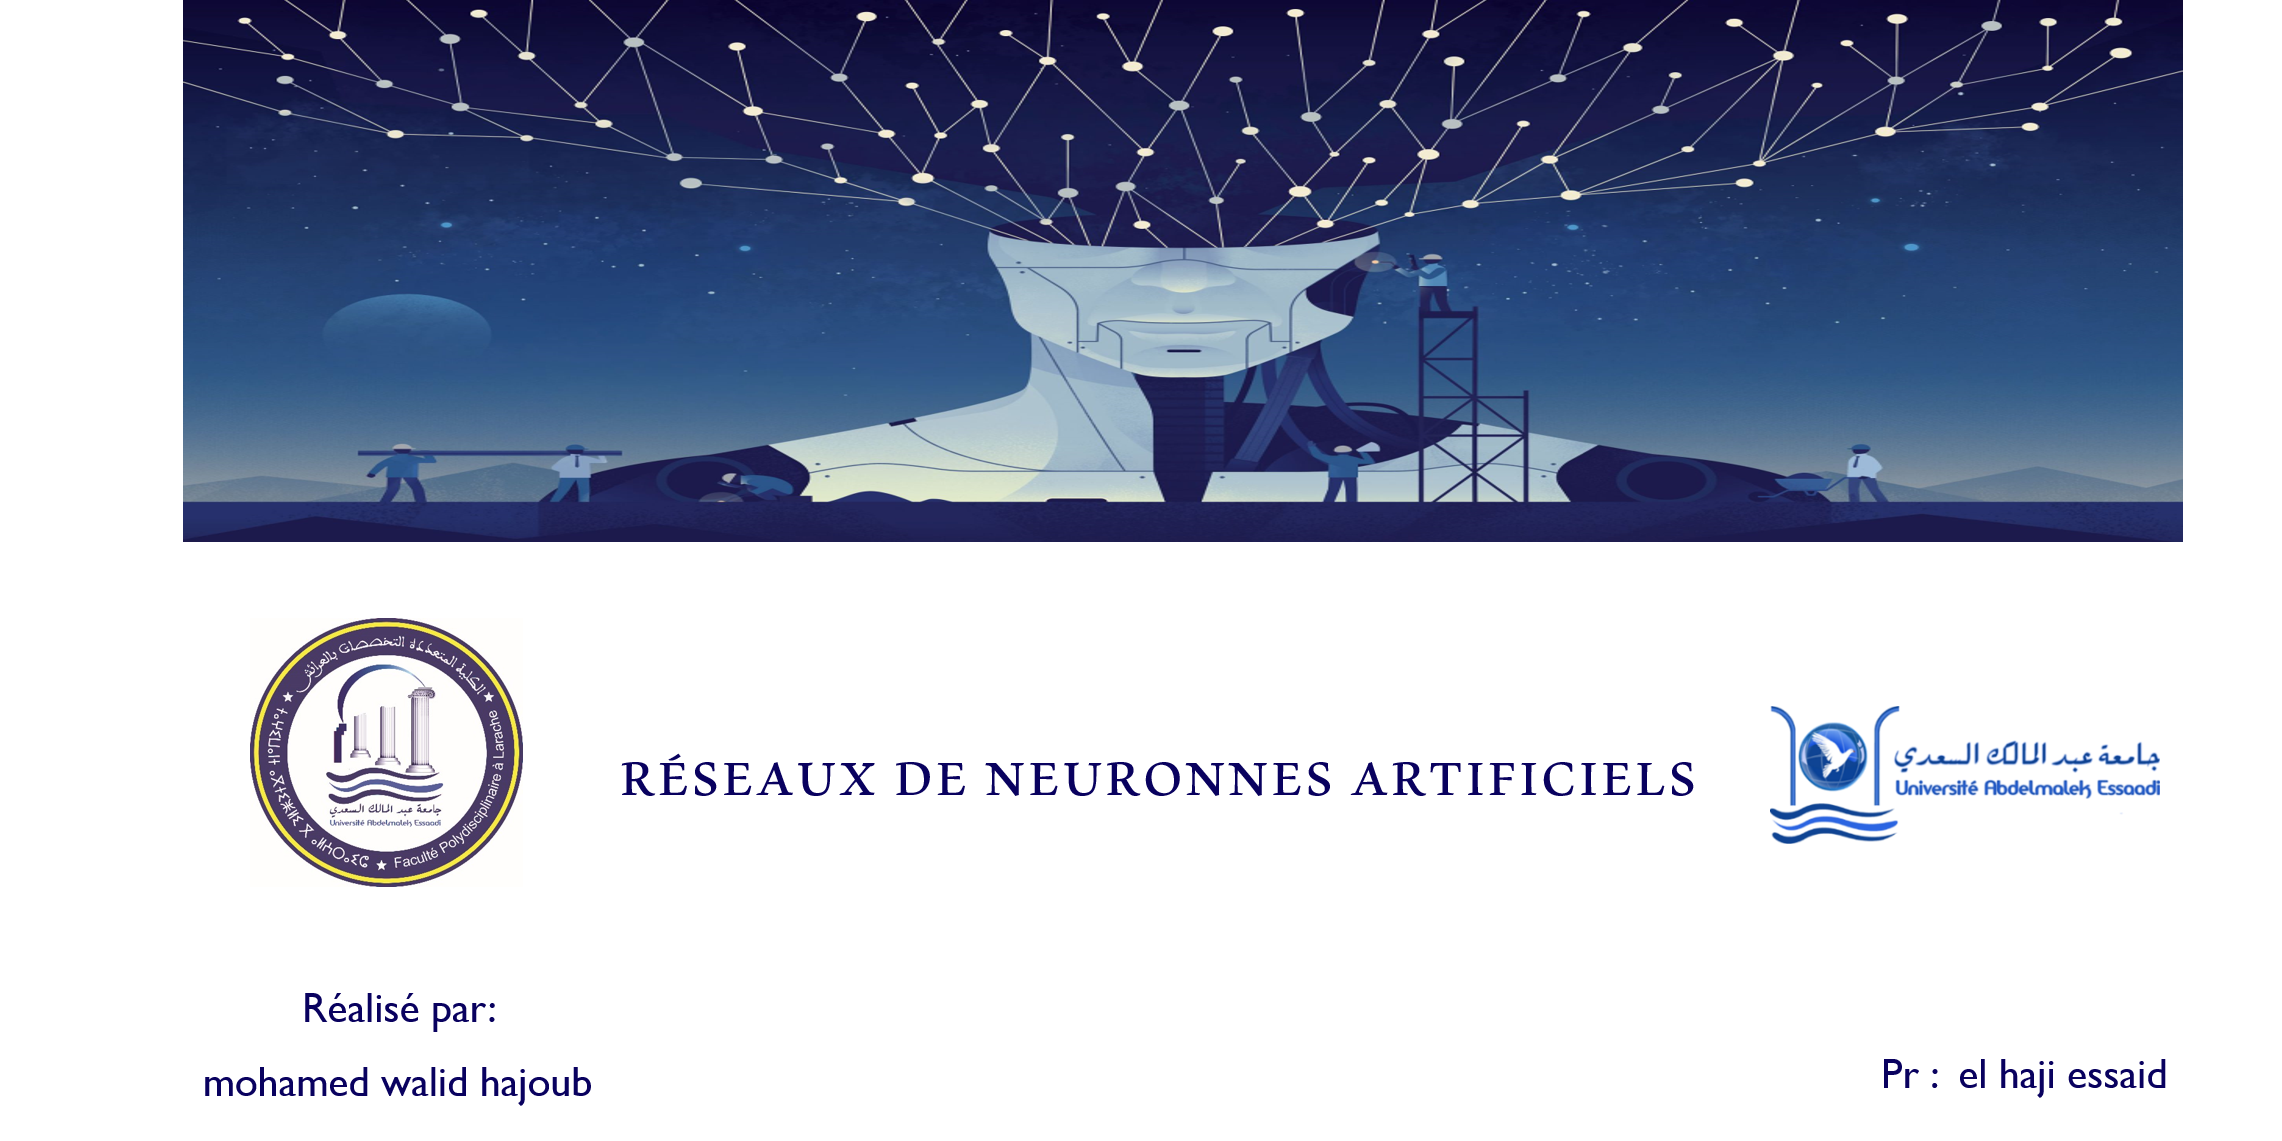 الكلية المتعددة التخصصات بالعرائش
جامعة عبد المالك السعدي
Université Abdelmalek Essaadi
Faculté Polydisciplinaire à Larache
RÉSEAUX DE NEURONNES ARTIFICIELS
جامعة عبد المالك السعدي
Université Abdelmalek Essaadi
Réalisé par:
mohamed walid hajoub
Pr : el haji essaid